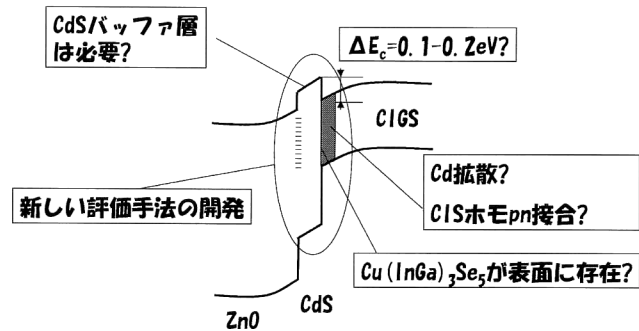 CdSバッファ層
は必要?
ΔEc=0.1-0.2eV?
CIGS
Cd拡散?
CISホモpn接合?
新しい評価手法の開発
Cu(InGa)3Se5が表面に存在?
CdS
ZnO